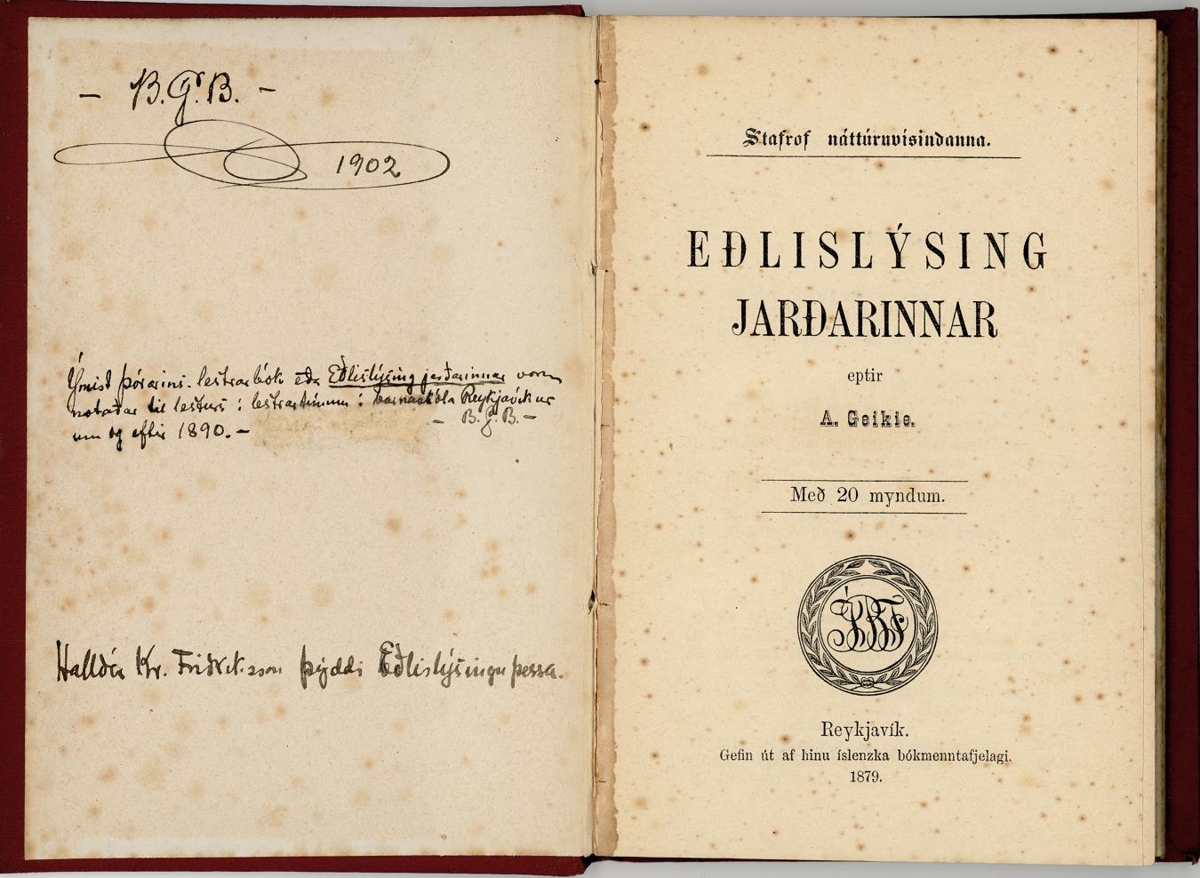 - B.G.B. -
1902
Ýmist Þórarins-lestrarbók eða Eðlislýsing jarðarinnar voru
notaðar til lesturs í lestrartímum í barnaskóla Reykjavíkur
um og eftir 1890. -
- B.G.B. -
Halldór Kr. Friðriksson þýddi Eðlislýsingu þessa.
Stafrof náttúruvísindanna.
EÐLISLÝSING
JARÐARINNAR
eptir
A. Geikie.
Með 20 myndum.
Reykjavík.
Gefin út af hinu íslenzka bókmenntafjelagi.
1879.